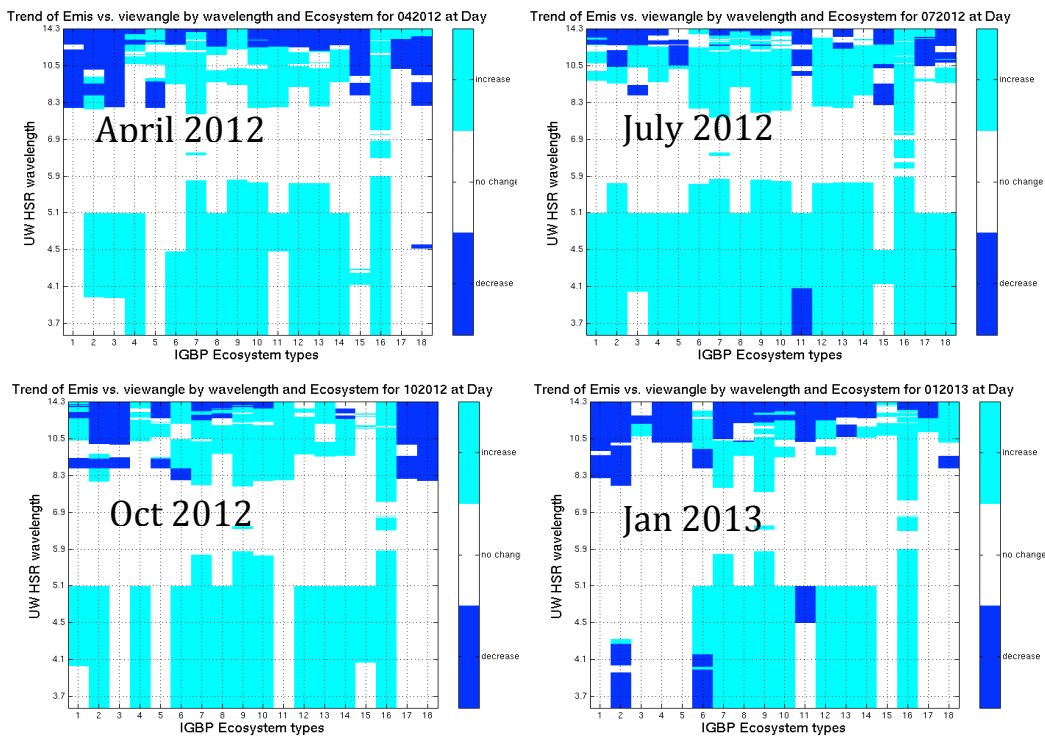 Trend of Emis vs. viewangle by wavelength and Ecosystem for 042012 at Day
14.3
10.5
8.3
6.9
5.9
5.1
4.5
4.1
3.7
UW HSR wavelength
April 2012
1 2 3 4 5 6 7 8 9 10 11 12 13 14 15 16 17 18
IGBP Ecosystem types
increase
no change
decrease
Trend of Emis vs. viewangle by wavelength and Ecosystem for 072012 at Day
14.3
10.5
8.3
6.9
5.9
5.1
4.5
4.1
3.7
UW HSR wavelength
July 2012
1 2 3 4 5 6 7 8 9 10 11 12 13 14 15 16 17 18
IGBP Ecosystem types
increase
no change
decrease
Trend of Emis vs. viewangle by wavelength and Ecosystem for 102012 at Day
14.3
10.5
8.3
6.9
5.9
5.1
4.5
4.1
3.7
UW HSR wavelength
Oct 2012
1 2 3 4 5 6 7 8 9 10 11 12 13 14 15 16 17 18
IGBP Ecosystem types
increase
no chang
decrease
Trend of Emis vs. viewangle by wavelength and Ecosystem for 012013 at Day
14.3
10.5
8.3
6.9
5.9
5.1
4.5
4.1
3.7
UW HSR wavelength
Jan 2013
1 2 3 4 5 6 7 8 9 10 11 12 13 14 15 16 17 18
IGBP Ecosystem types
increase
no change
decrease